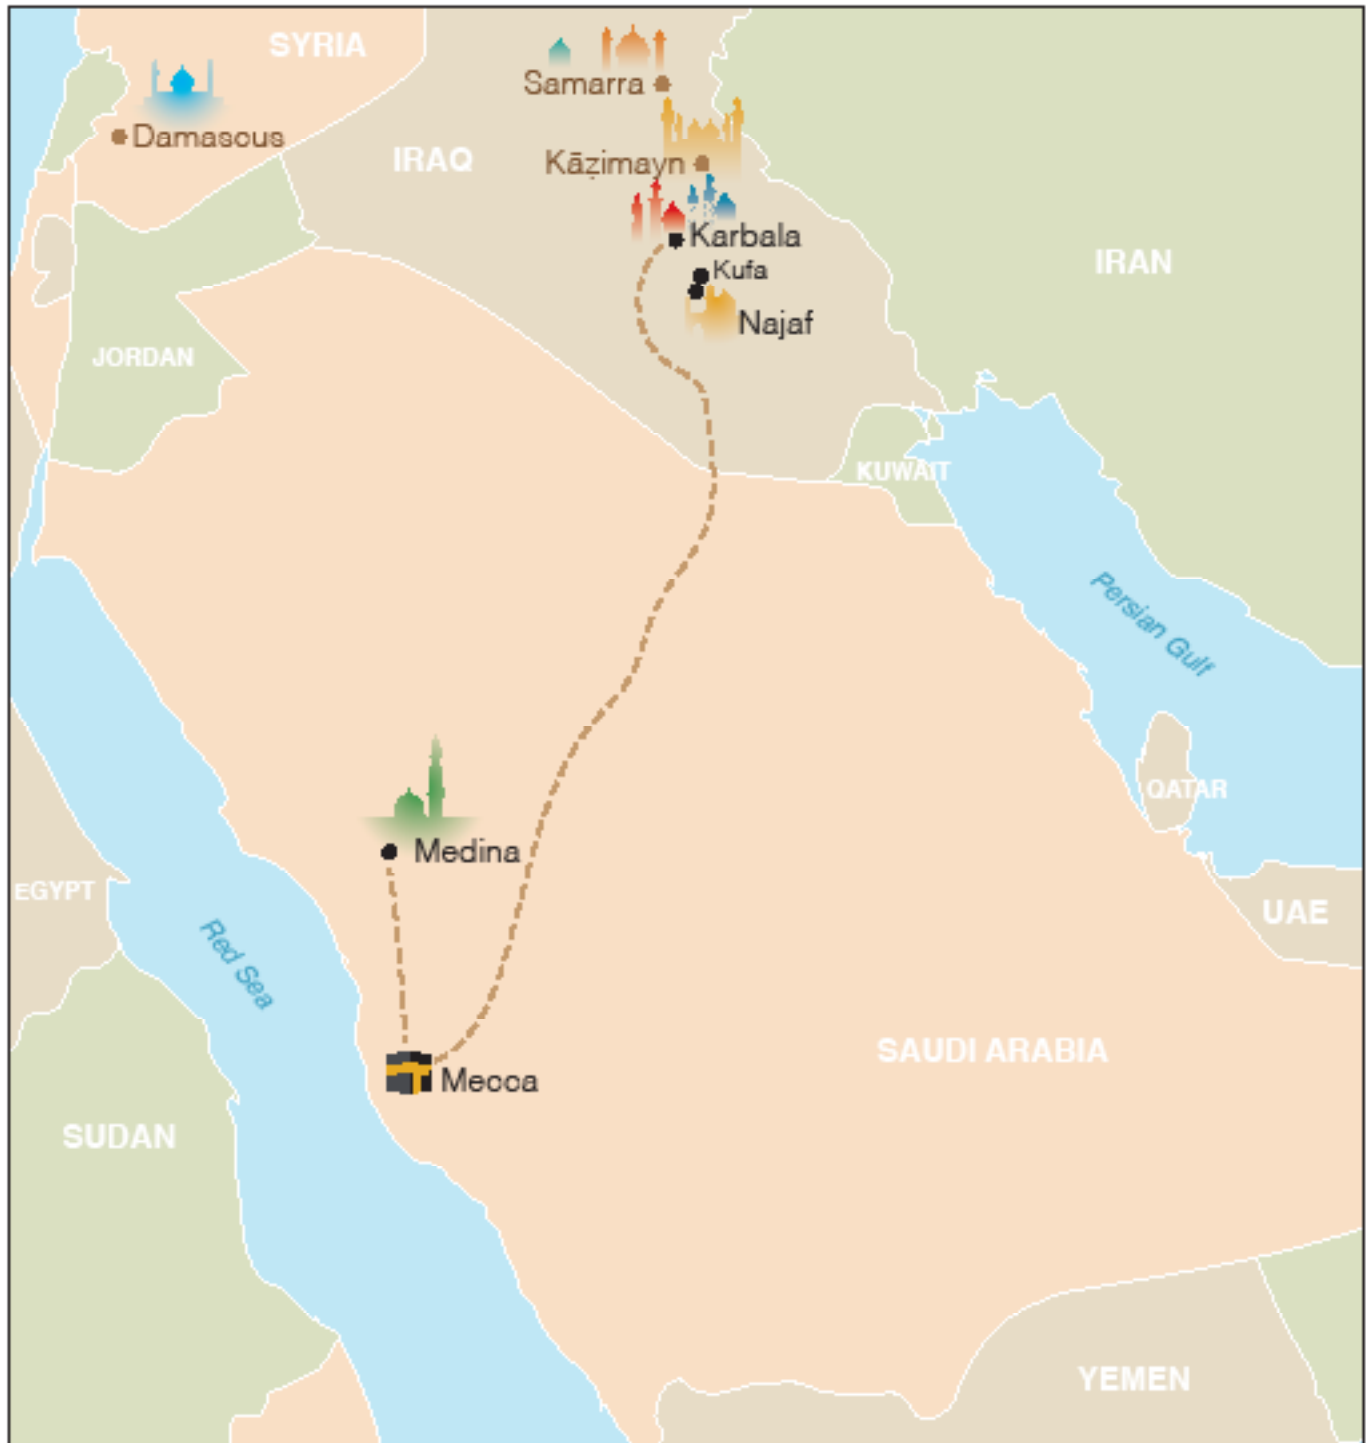 SYRIA
Samarra
Damascus
IRAQ
Kāẓimayn
Karbala
IRAN
Kufa
Najaf
JORDAN
KUWAIT
Persian Gulf
QATAR
Medina
EGYPT
UAE
Red Sea
SAUDI ARABIA
Mecca
SUDAN
YEMEN